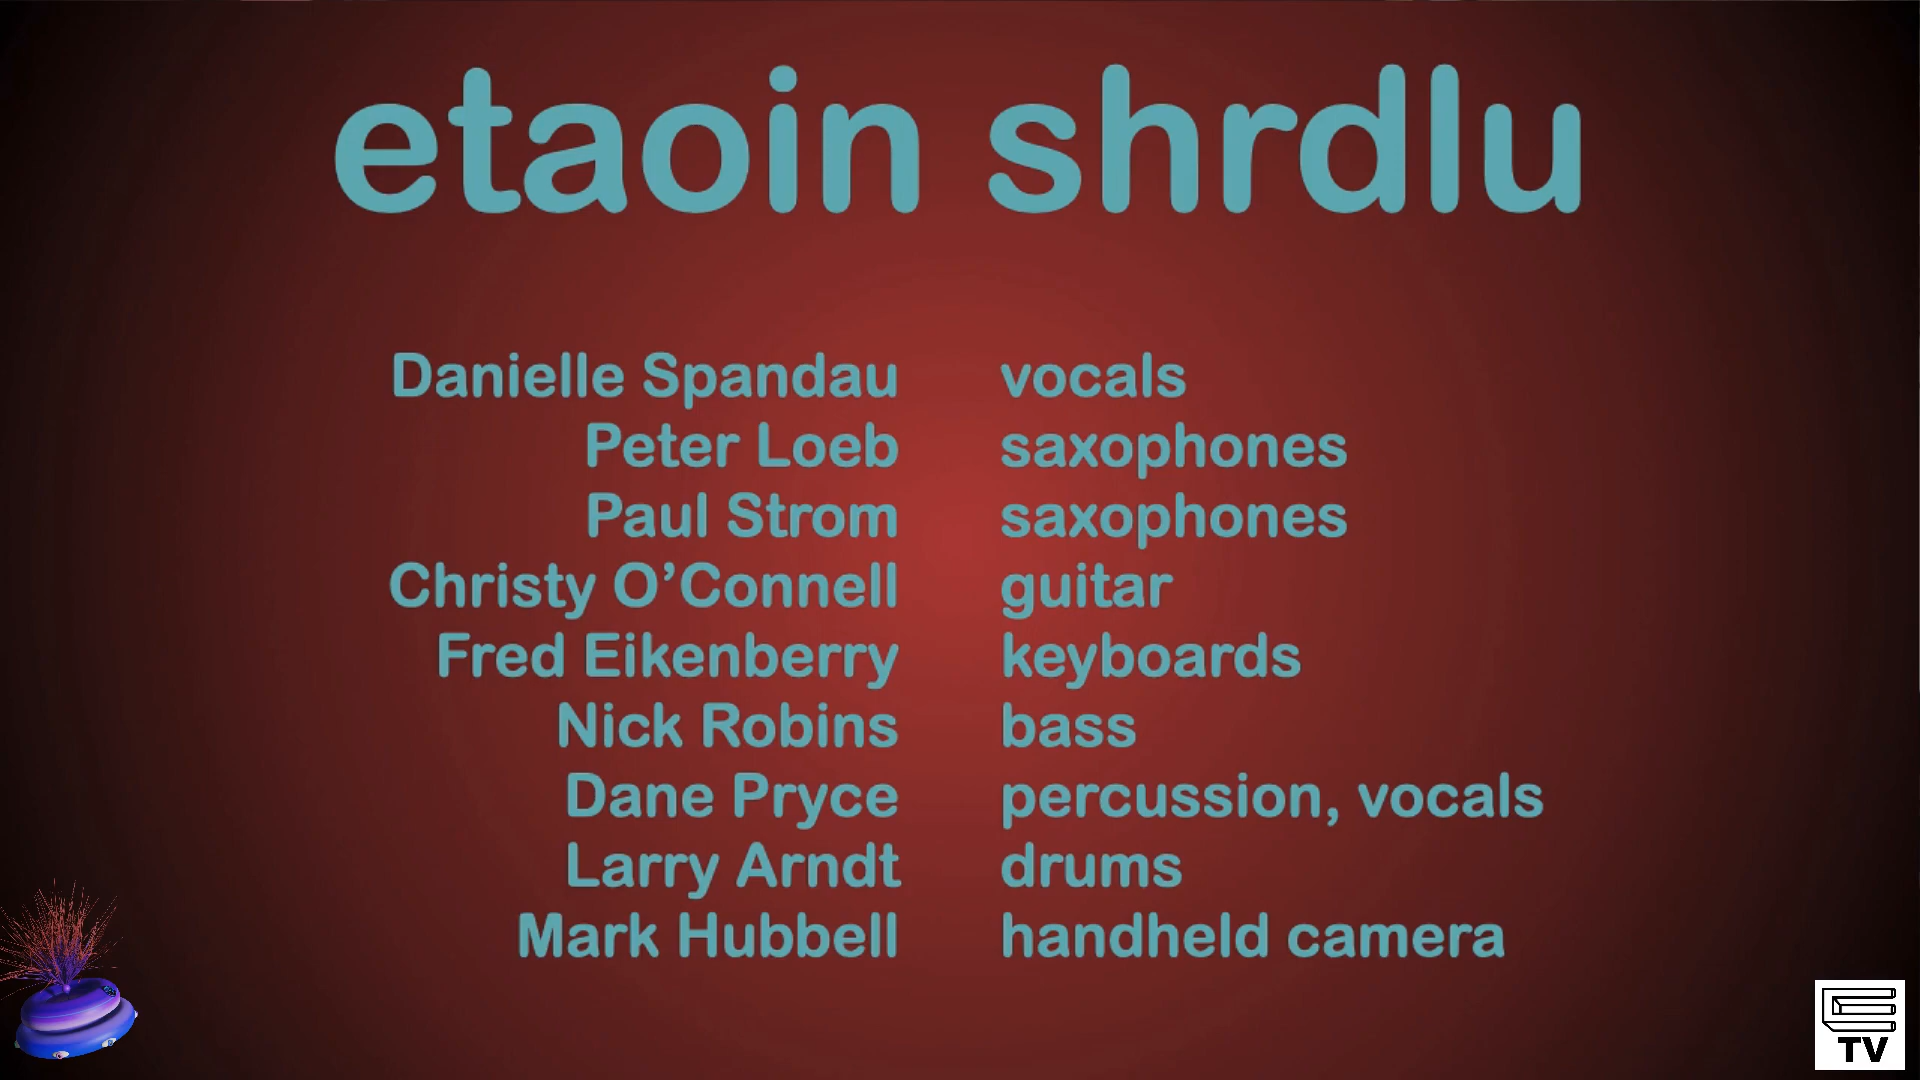 etaoin shrdlu
Danielle Spandau vocals
Peter Loeb saxophones
Paul Strom saxophones
Christy O’Connell guitar
Fred Eikenberry keyboards
Nick Robins bass
Dane Pryce percussion, vocals
Larry Arndt drums
Mark Hubbell handheld camera
E
TV